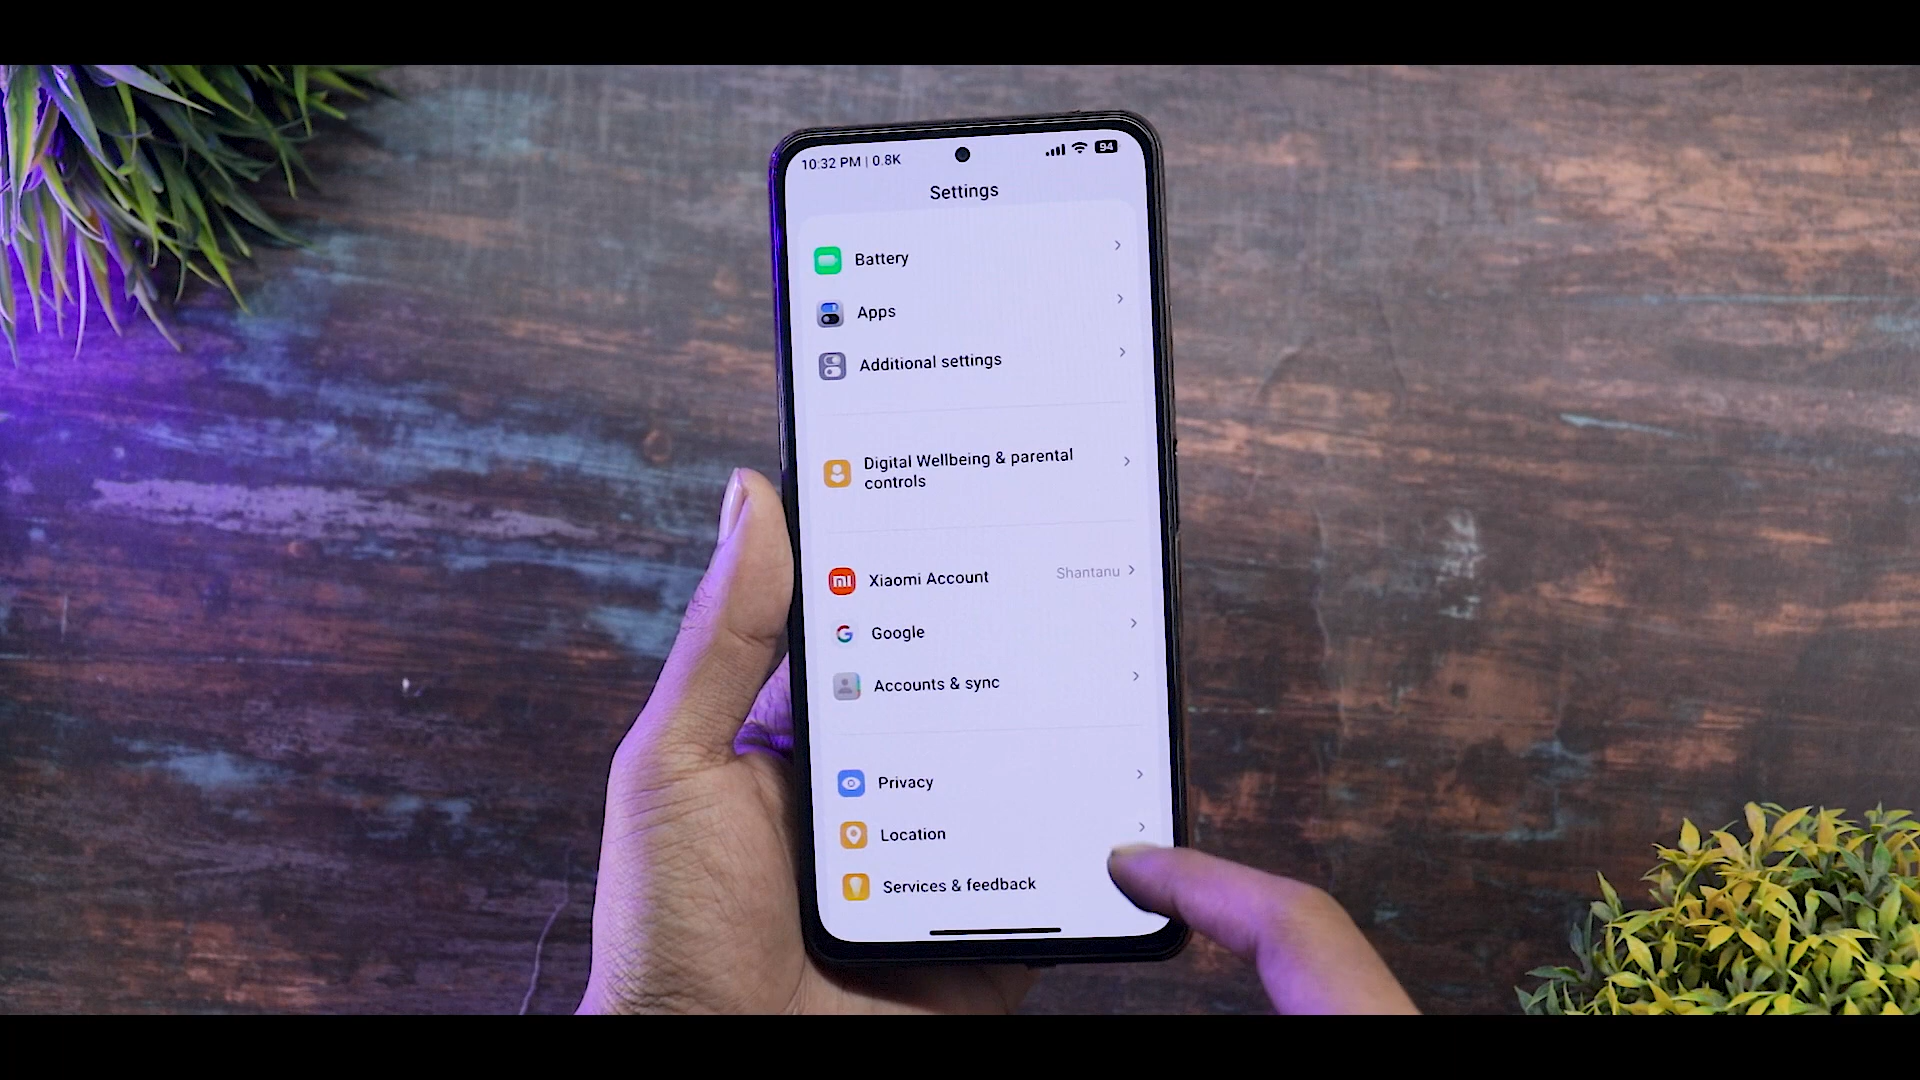 10:32 PM | 0.8K
94
Settings
Battery
Apps
Additional settings
Digital Wellbeing & parental
controls
mi
Xiaomi Account
Shantanu
G
Google
Accounts & sync
Privacy
Location
Services & feedback